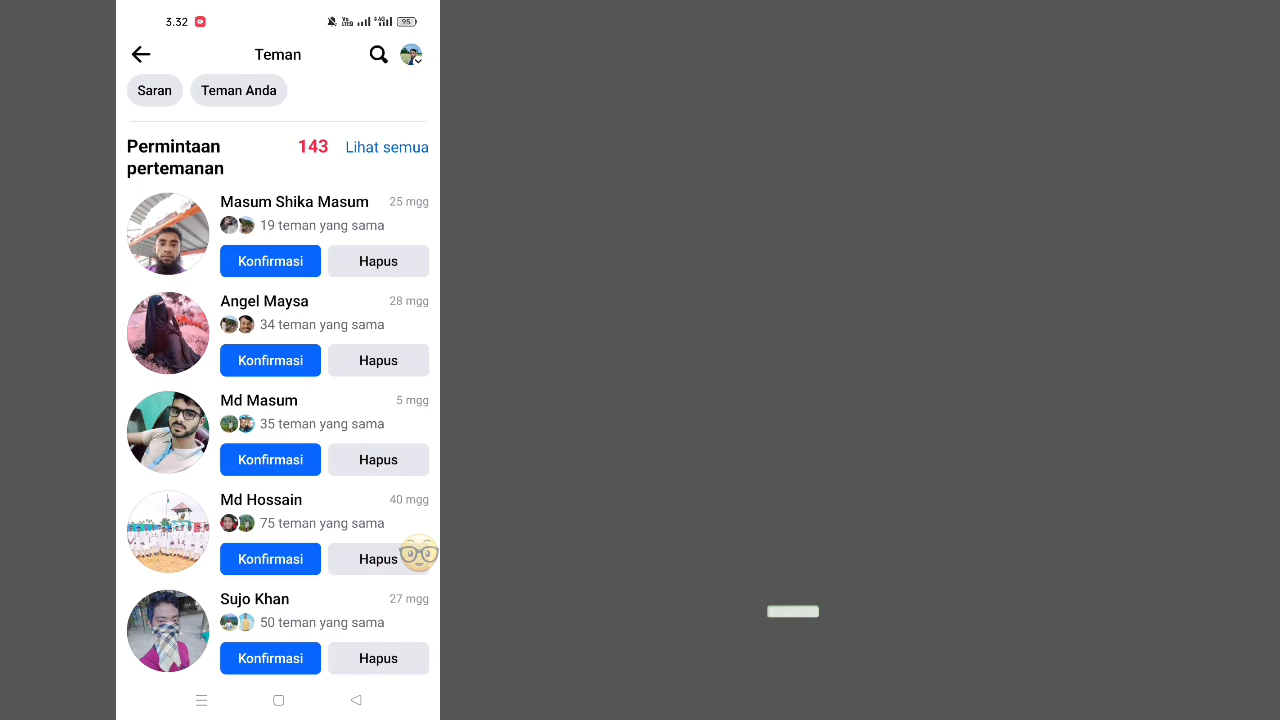 3.32
95
Teman
Saran
Teman Anda
Permintaan pertemanan
143
Lihat semua
Masum Shika Masum
25 mgg
19 teman yang sama
Konfirmasi
Hapus
Angel Maysa
28 mgg
34 teman yang sama
Konfirmasi
Hapus
Md Masum
5 mgg
35 teman yang sama
Konfirmasi
Hapus
Md Hossain
40 mgg
75 teman yang sama
Konfirmasi
Hapus
Sujo Khan
27 mgg
50 teman yang sama
Konfirmasi
Hapus